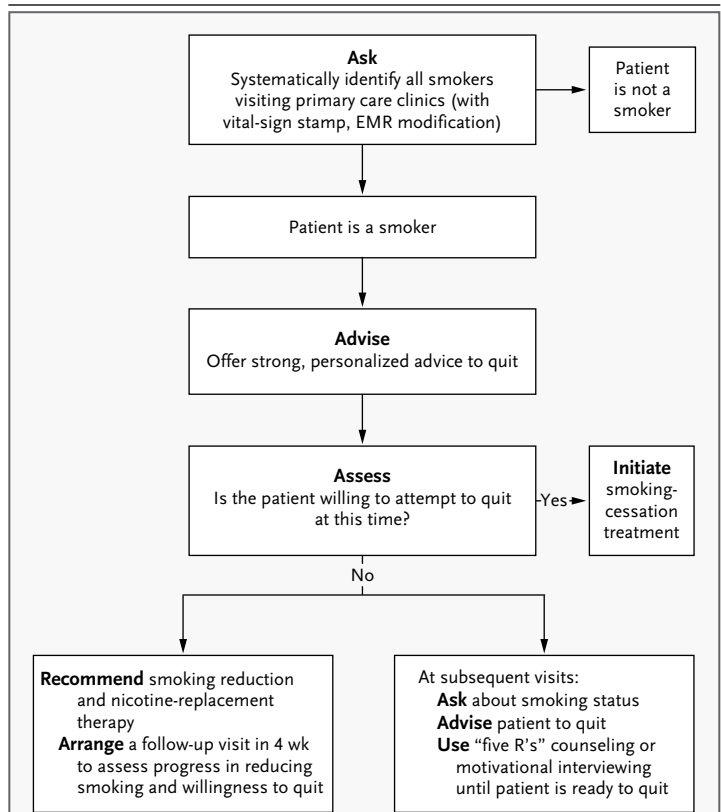 Ask
Systematically identify all smokers
visiting primary care clinics (with
vital-sign stamp, EMR modification)
Patient
is not a
smoker
Patient is a smoker
Advise
Offer strong, personalized advice to quit
Assess
Is the patient willing to attempt to quit
at this time?
Yes
Initiate
smoking-
cessation
treatment
No
Recommend smoking reduction
and nicotine-replacement
therapy
Arrange a follow-up visit in 4 wk
to assess progress in reducing
smoking and willingness to quit
At subsequent visits:
Ask about smoking status
Advise patient to quit
Use “five R’s” counseling or
motivational interviewing
until patient is ready to quit